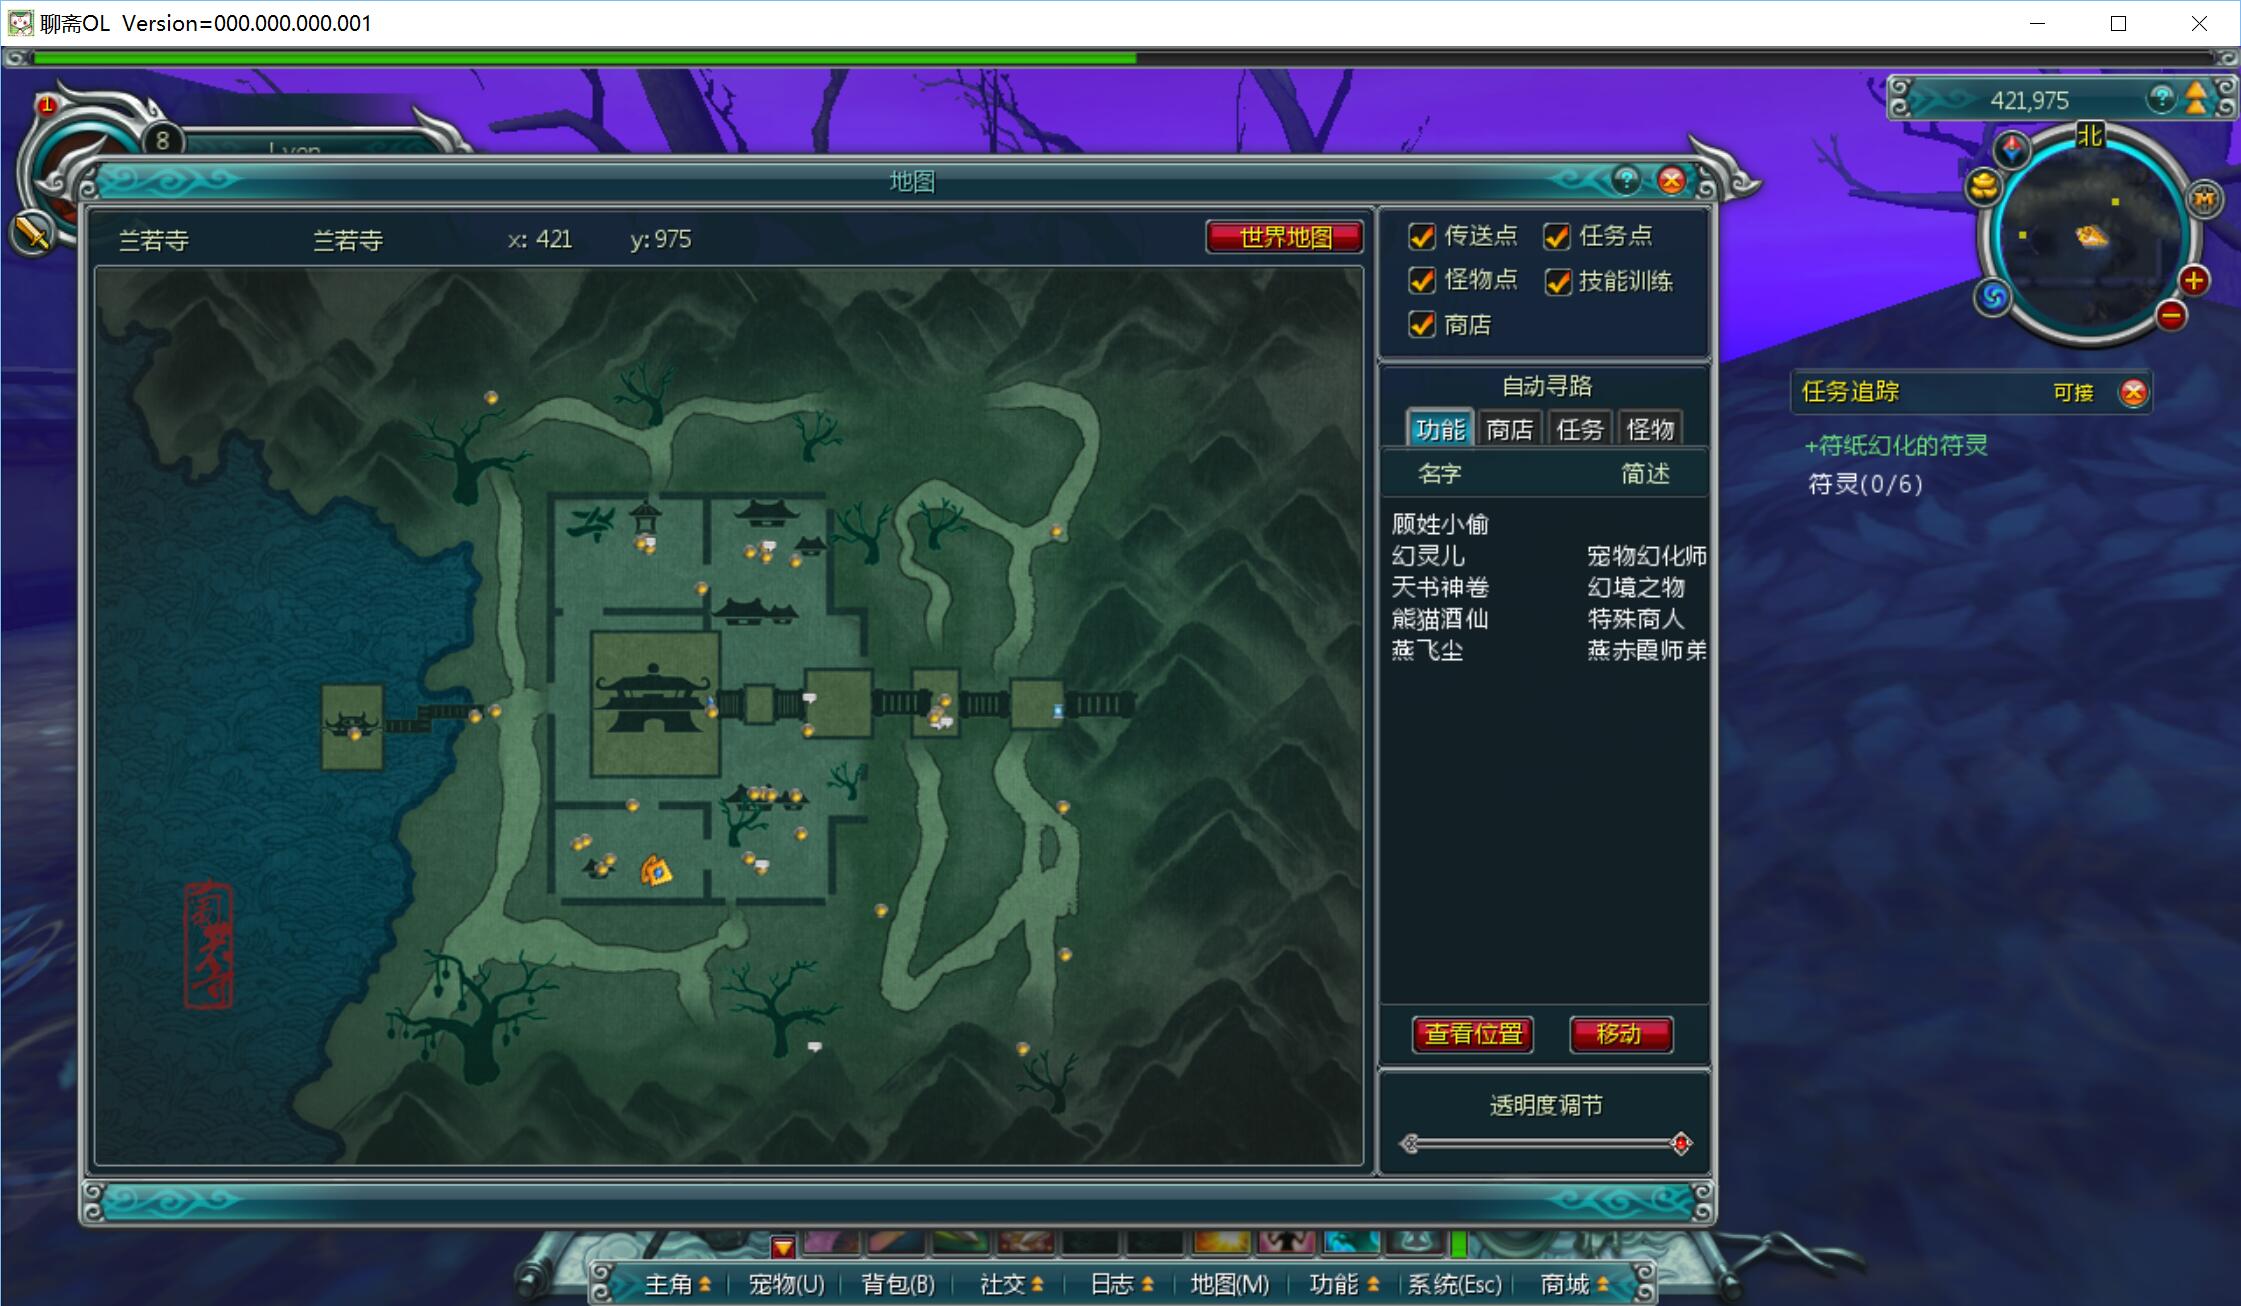 聊斋OL Version=000.000.000.001
421,975
北
1
8
地图
兰若寺 兰若寺 x: 421 y: 975 世界地图
传送点 任务点
怪物点 技能训练
商店
自动寻路
功能 商店 任务 怪物
名字 简述
顾姓小偷
幻灵儿 宠物幻化师
天书神卷 幻境之物
熊猫酒仙 特殊商人
燕飞尘 燕赤霞师弟
查看位置 移动
透明度调节
任务追踪 可接
+符纸幻化的符灵
符灵(0/6)
主角 宠物(U) 背包(B) 社交 日志 地图(M) 功能 系统(Esc) 商城